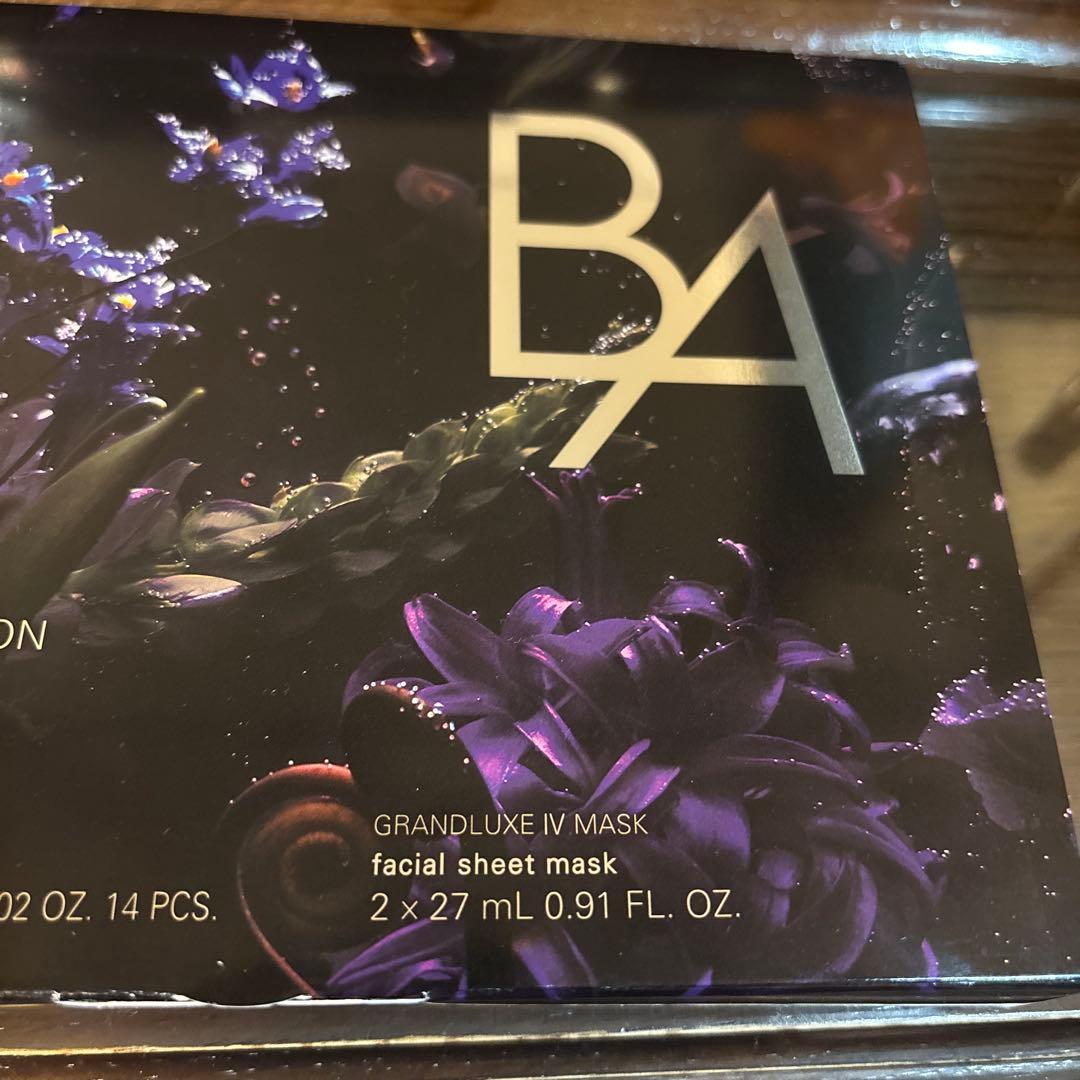 BA
ON
02 OZ. 14 PCS.
GRANDLUXE IV MASK
facial sheet mask
2 x 27 mL 0.91 FL. OZ.